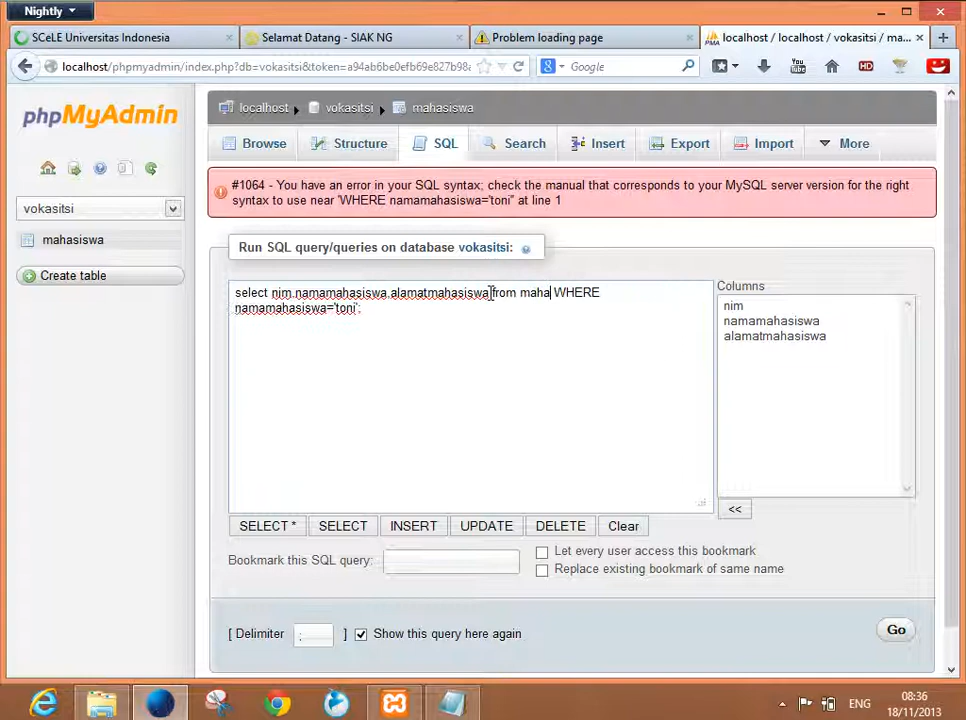 Nightly
SCeLE Universitas Indonesia
Selamat Datang - SIAK NG
Problem loading page
localhost / localhost / vokasitsi / ma...
localhost/phpmyadmin/index.php?db=vokasitsi&token=a94ab6be0efb69e827b98a
Google
You Tube
HD
phpMyAdmin
localhost
vokasitsi
mahasiswa
Browse
Structure
SQL
Search
Insert
Export
Import
More
#1064 - You have an error in your SQL syntax; check the manual that corresponds to your MySQL server version for the right
syntax to use near 'WHERE namamahasiswa='toni'' at line 1
vokasitsi
mahasiswa
Create table
Run SQL query/queries on database vokasitsi:
select nim,namamahasiswa,alamatmahasiswa from maha WHERE
namamahasiswa='toni';
Columns
nim
namamahasiswa
alamatmahasiswa
<<
SELECT *
SELECT
INSERT
UPDATE
DELETE
Clear
Bookmark this SQL query:
Let every user access this bookmark
Replace existing bookmark of same name
[ Delimiter ; ] Show this query here again
Go
ENG
08:36
18/11/2013